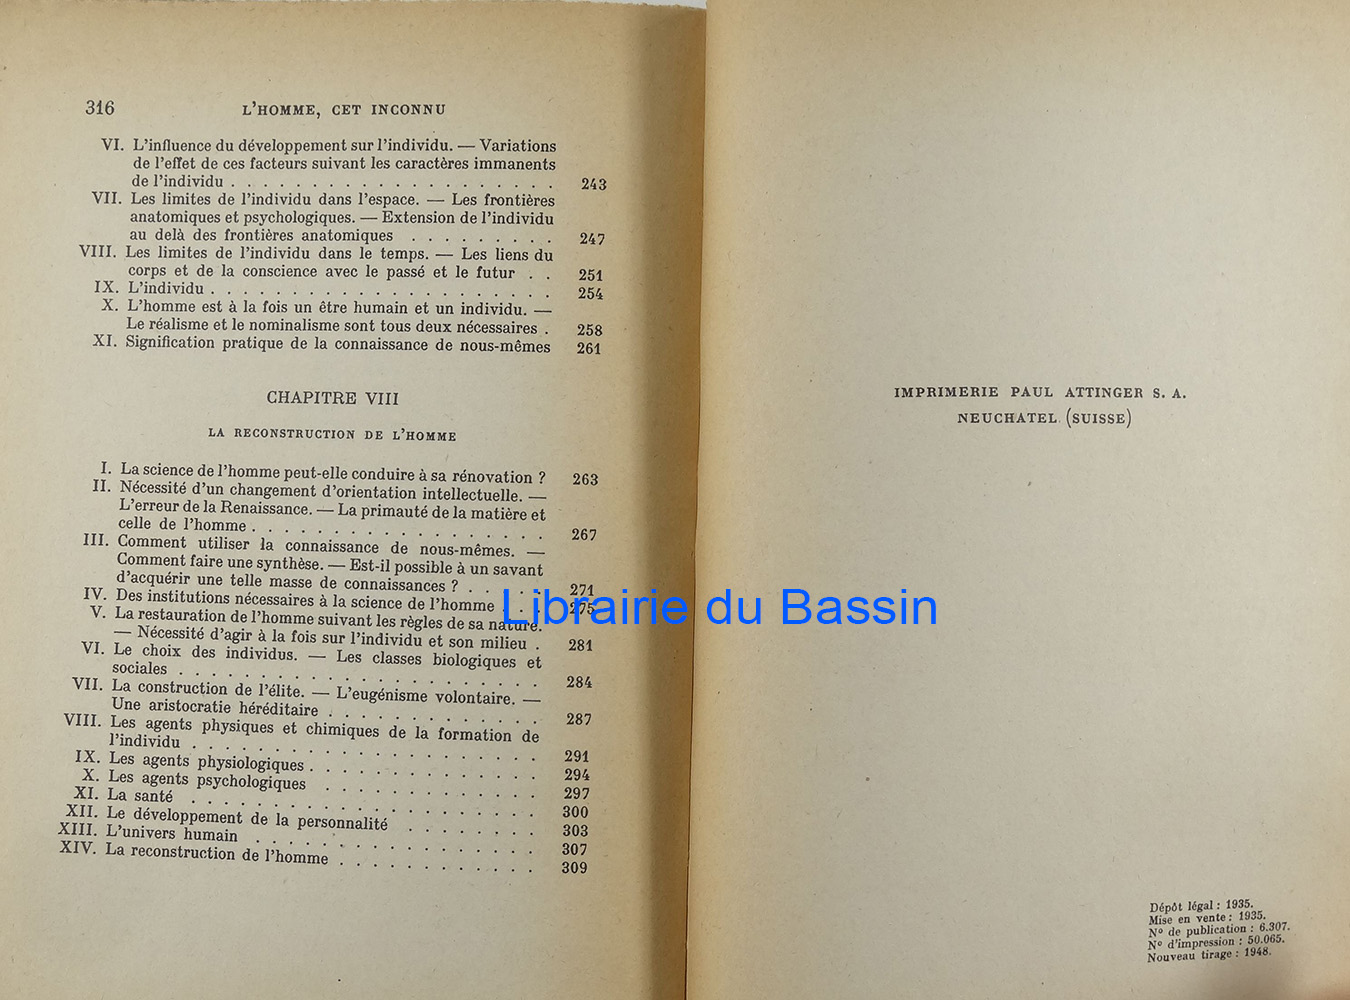 316 L'HOMME, CET INCONNU
VI. L'influence du développement sur l'individu. — Variations
de l'effet de ces facteurs suivant les caractères immanents
de l'individu . . . . . . . . . . . . . . . . . . . . 243
VII. Les limites de l'individu dans l'espace. — Les frontières
anatomiques et psychologiques. — Extension de l'individu
au delà des frontières anatomiques . . . . . . . . . 247
VIII. Les limites de l'individu dans le temps. — Les liens du
corps et de la conscience avec le passé et le futur . . 251
IX. L'individu . . . . . . . . . . . . . . . . . . . . . 254
X. L'homme est à la fois un être humain et un individu. —
Le réalisme et le nominalisme sont tous deux nécessaires . 258
XI. Signification pratique de la connaissance de nous-mêmes 261
CHAPITRE VIII
LA RECONSTRUCTION DE L'HOMME
I. La science de l'homme peut-elle conduire à sa rénovation ? 263
II. Nécessité d'un changement d'orientation intellectuelle. —
L'erreur de la Renaissance. — La primauté de la matière et
celle de l'homme . . . . . . . . . . . . . . . . . . 267
III. Comment utiliser la connaissance de nous-mêmes. —
Comment faire une synthèse. — Est-il possible à un savant
d'acquérir une telle masse de connaissances ? . . . . . 271
IV. Des institutions nécessaires à la science de l'homme . . . 275
V. La restauration de l'homme suivant les règles de sa nature.
— Nécessité d'agir à la fois sur l'individu et son milieu . 281
VI. Le choix des individus. — Les classes biologiques et
sociales . . . . . . . . . . . . . . . . . . . . . . 284
VII. La construction de l'élite. — L'eugénisme volontaire. —
Une aristocratie héréditaire . . . . . . . . . . . . . 287
VIII. Les agents physiques et chimiques de la formation de
l'individu . . . . . . . . . . . . . . . . . . . . . 291
IX. Les agents physiologiques . . . . . . . . . . . . . . 294
X. Les agents psychologiques . . . . . . . . . . . . . 297
XI. La santé . . . . . . . . . . . . . . . . . . . . . 300
XII. Le développement de la personnalité . . . . . . . . 303
XIII. L'univers humain . . . . . . . . . . . . . . . . . 307
XIV. La reconstruction de l'homme . . . . . . . . . . . . 309
Librairie du Bassin
IMPRIMERIE PAUL ATTINGER S. A.
NEUCHATEL (SUISSE)
Dépôt légal : 1935.
Mise en vente : 1935.
Nº de publication : 6.307.
Nº d'impression : 50.065.
Nouveau tirage : 1948.